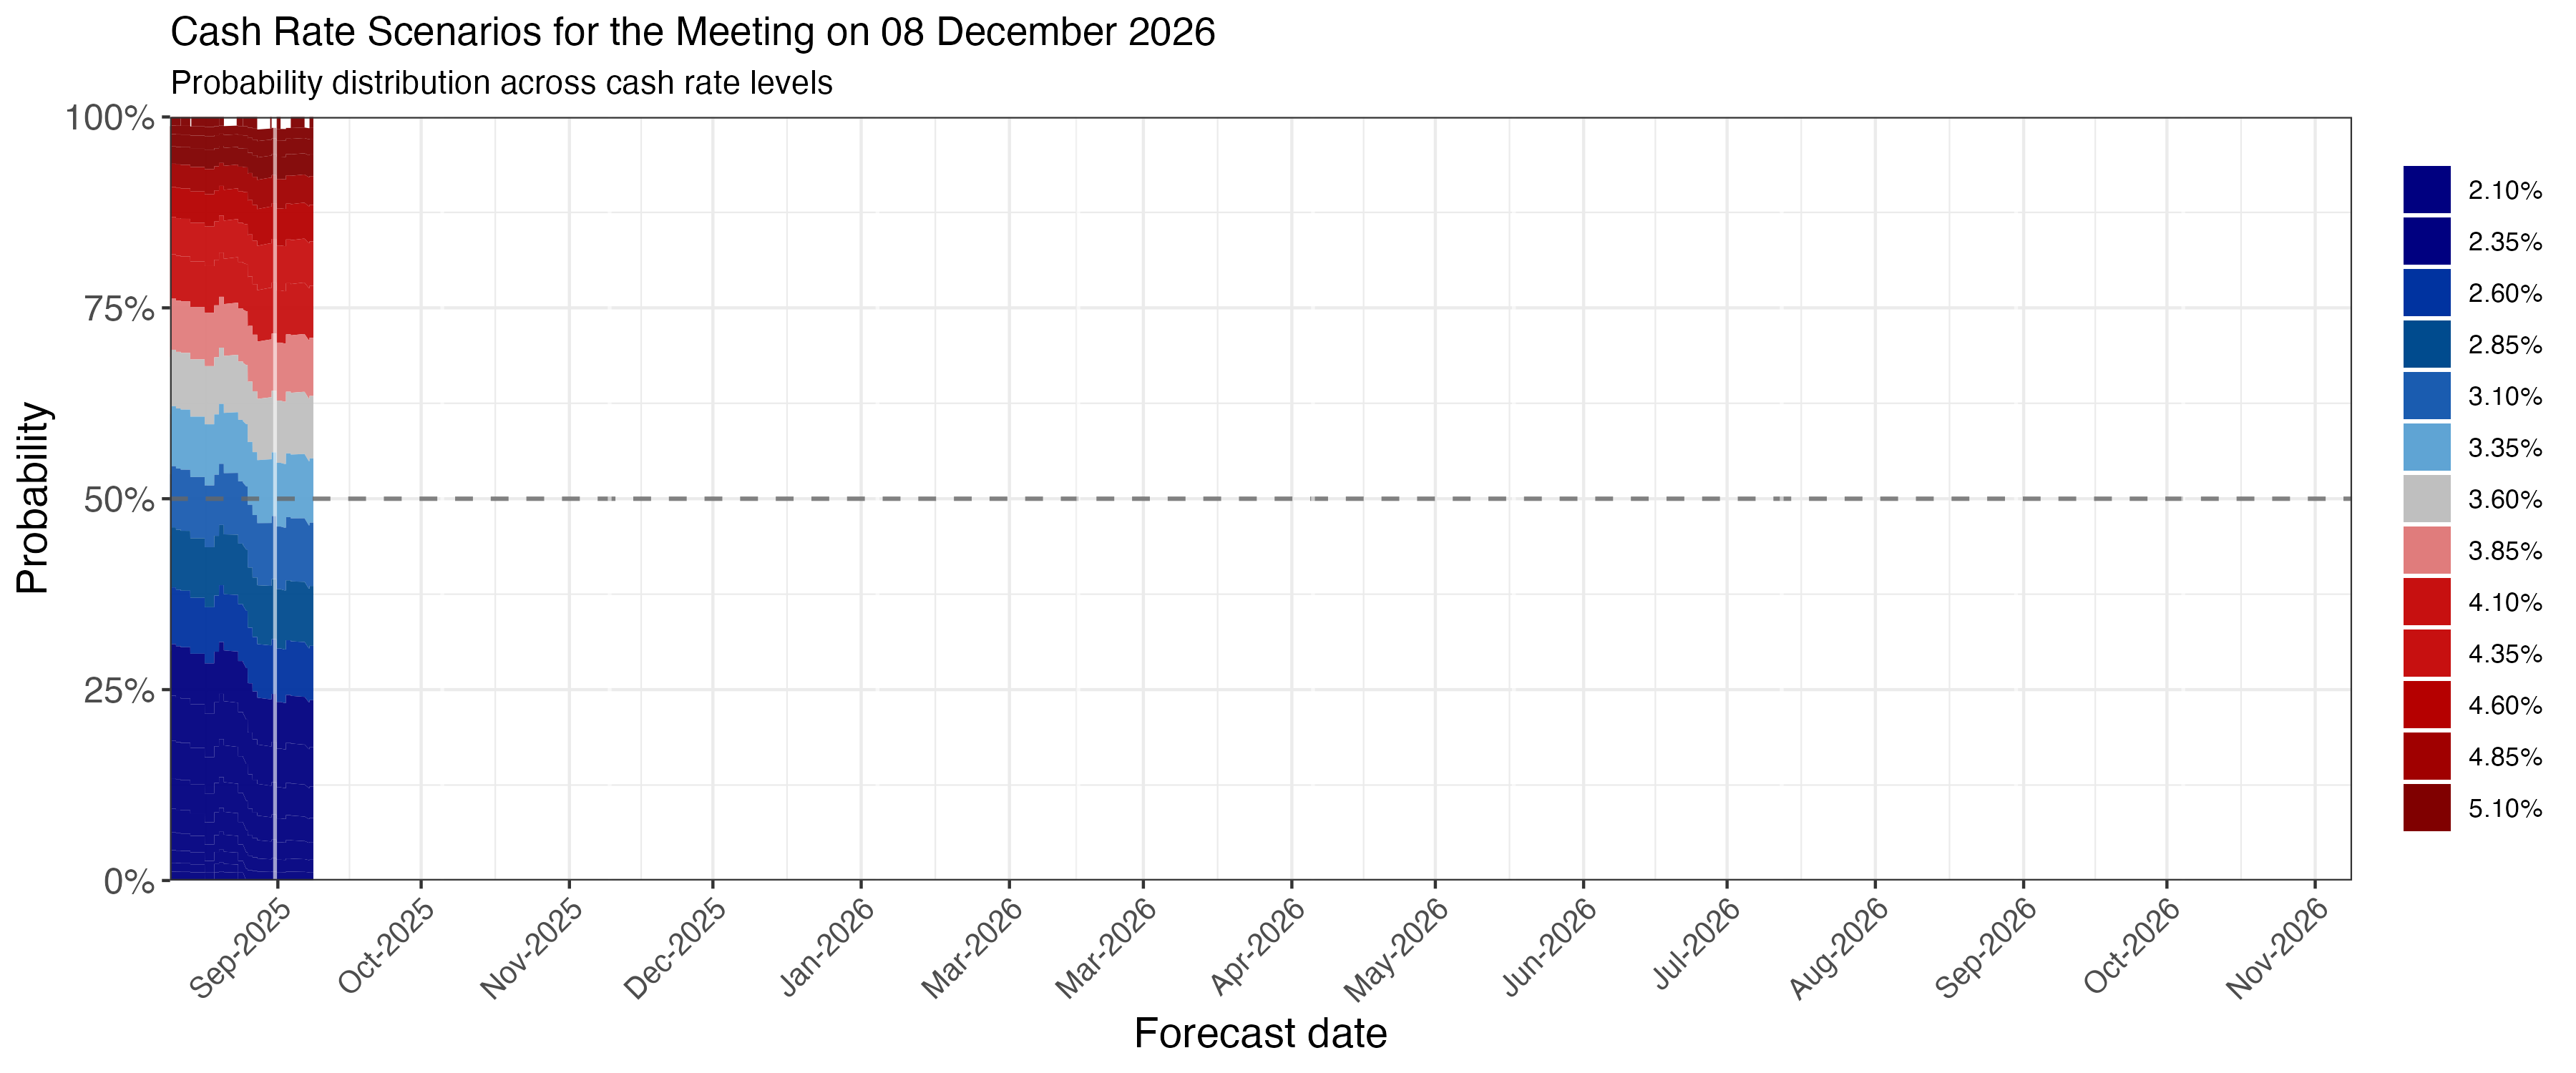 Cash Rate Scenarios for the Meeting on 08 December 2026
Probability distribution across cash rate levels
100%
75%
50%
25%
0%
Probability
Sep-2025
Oct-2025
Nov-2025
Dec-2025
Jan-2026
Mar-2026
Mar-2026
Apr-2026
May-2026
Jun-2026
Jul-2026
Aug-2026
Sep-2026
Oct-2026
Nov-2026
Forecast date
2.10%
2.35%
2.60%
2.85%
3.10%
3.35%
3.60%
3.85%
4.10%
4.35%
4.60%
4.85%
5.10%